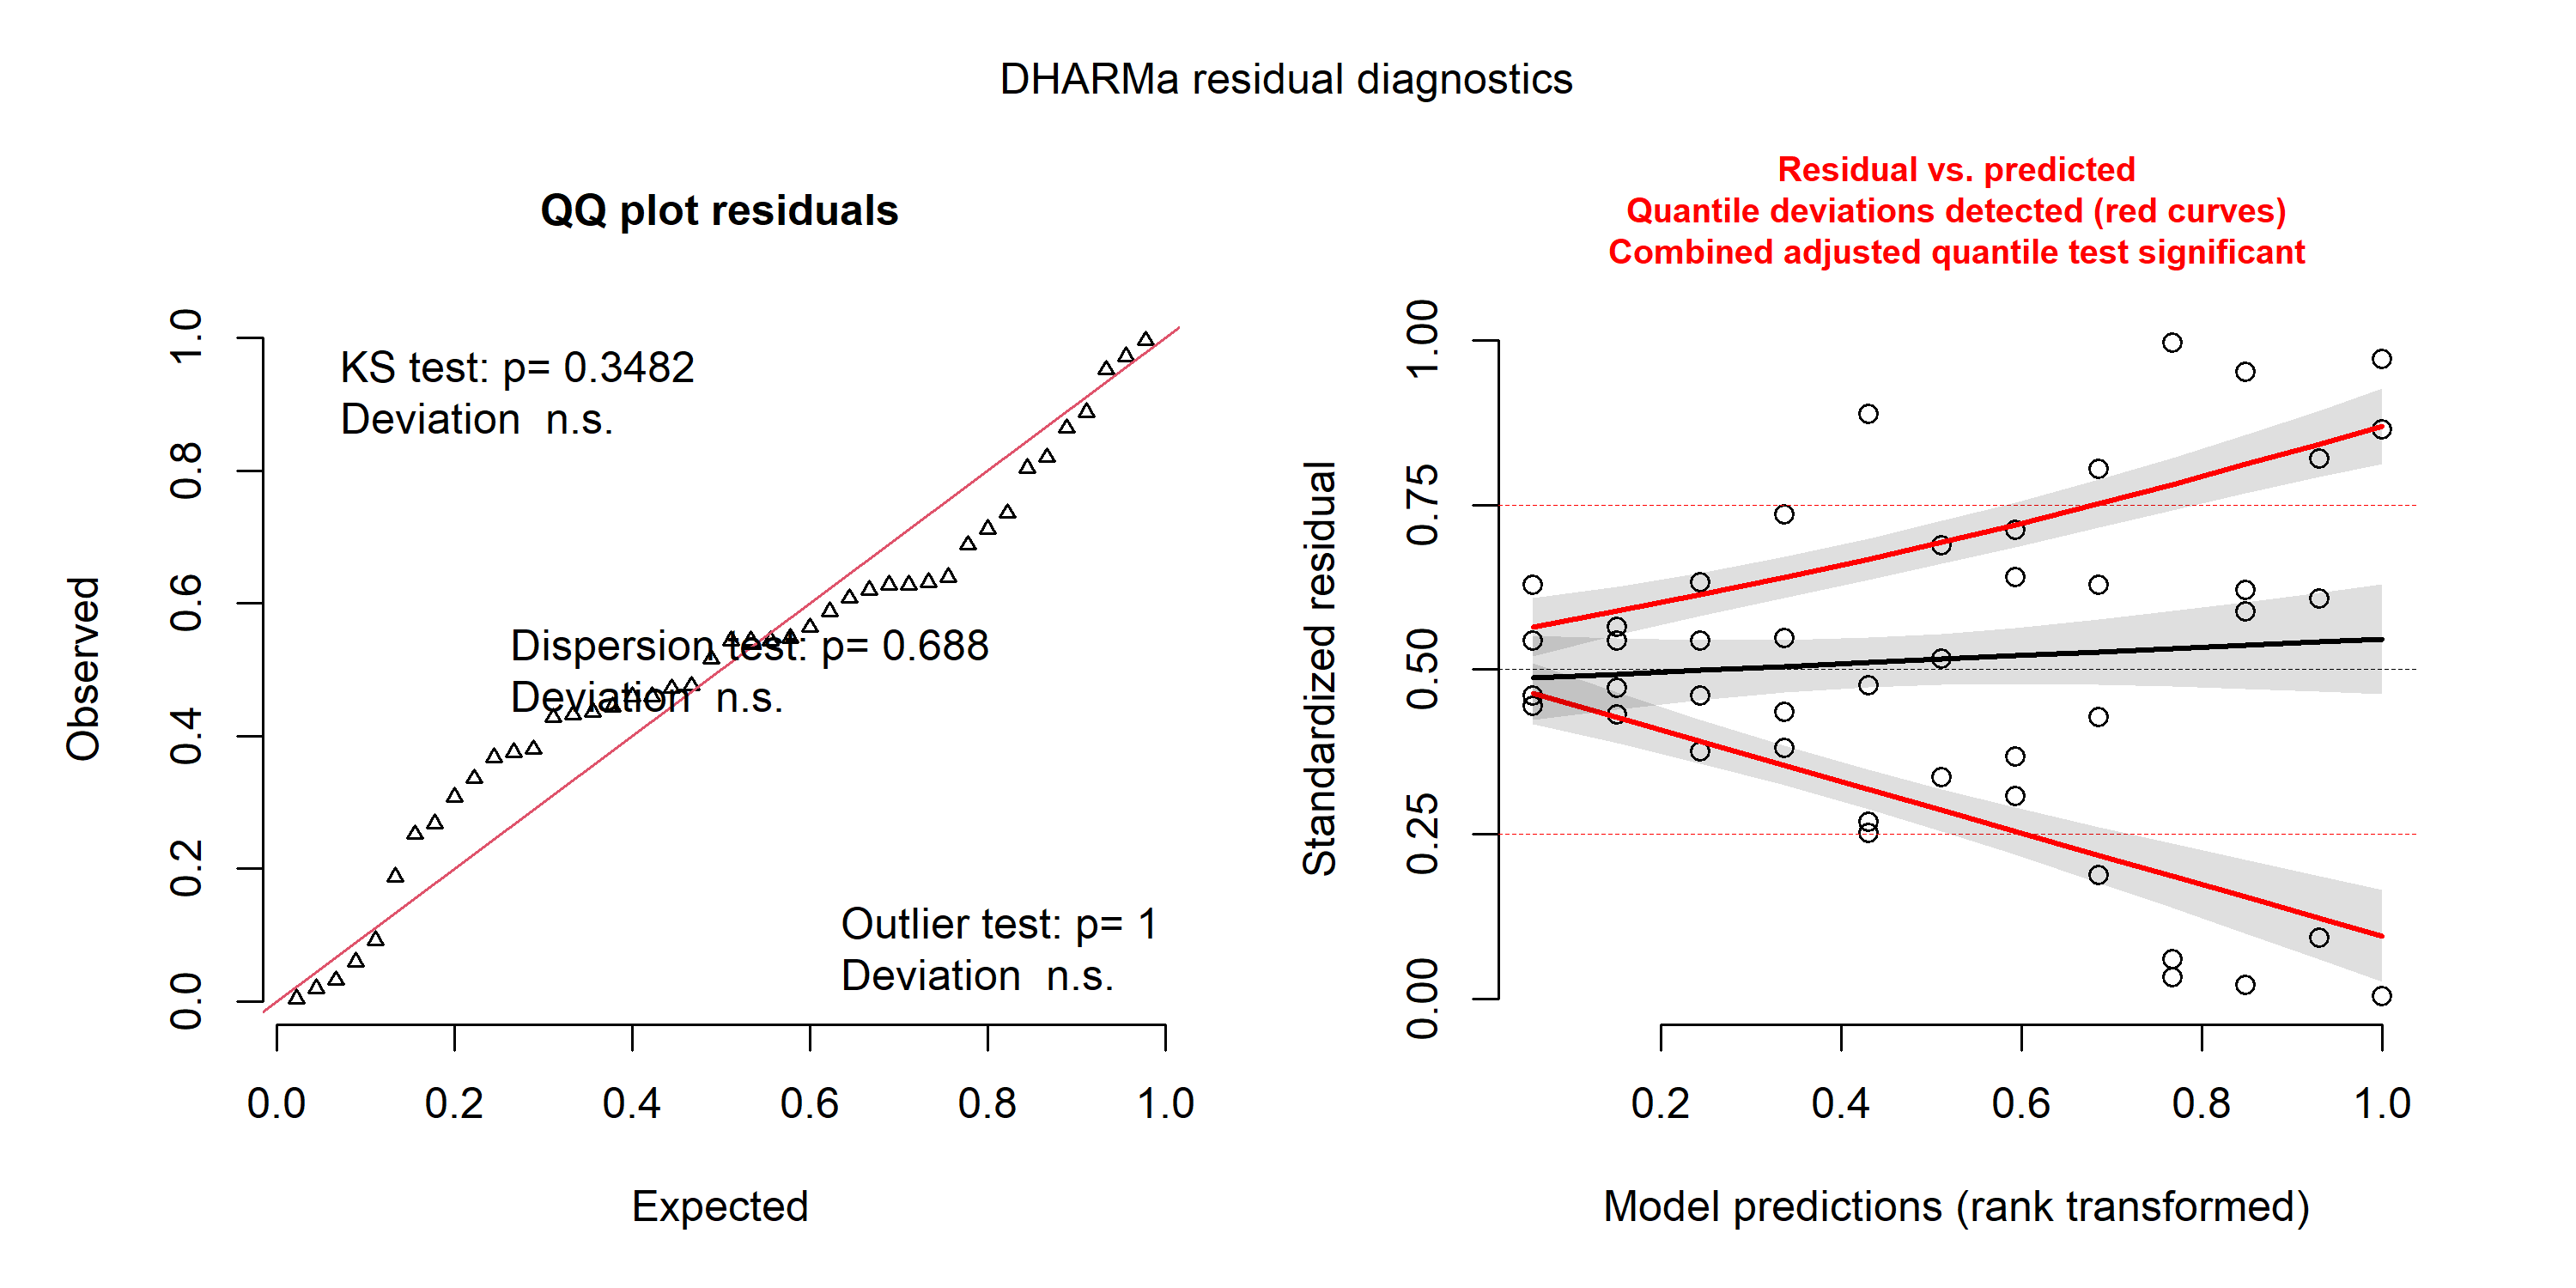 DHARMa residual diagnostics
QQ plot residuals
KS test: p= 0.3482
Deviation  n.s.
Dispersion test: p= 0.688
Deviation  n.s.
Outlier test: p= 1
Deviation  n.s.
Observed
0.0 0.2 0.4 0.6 0.8 1.0
0.0 0.2 0.4 0.6 0.8 1.0
Expected
Residual vs. predicted
Quantile deviations detected (red curves)
Combined adjusted quantile test significant
Standardized residual
0.00 0.25 0.50 0.75 1.00
0.2 0.4 0.6 0.8 1.0
Model predictions (rank transformed)